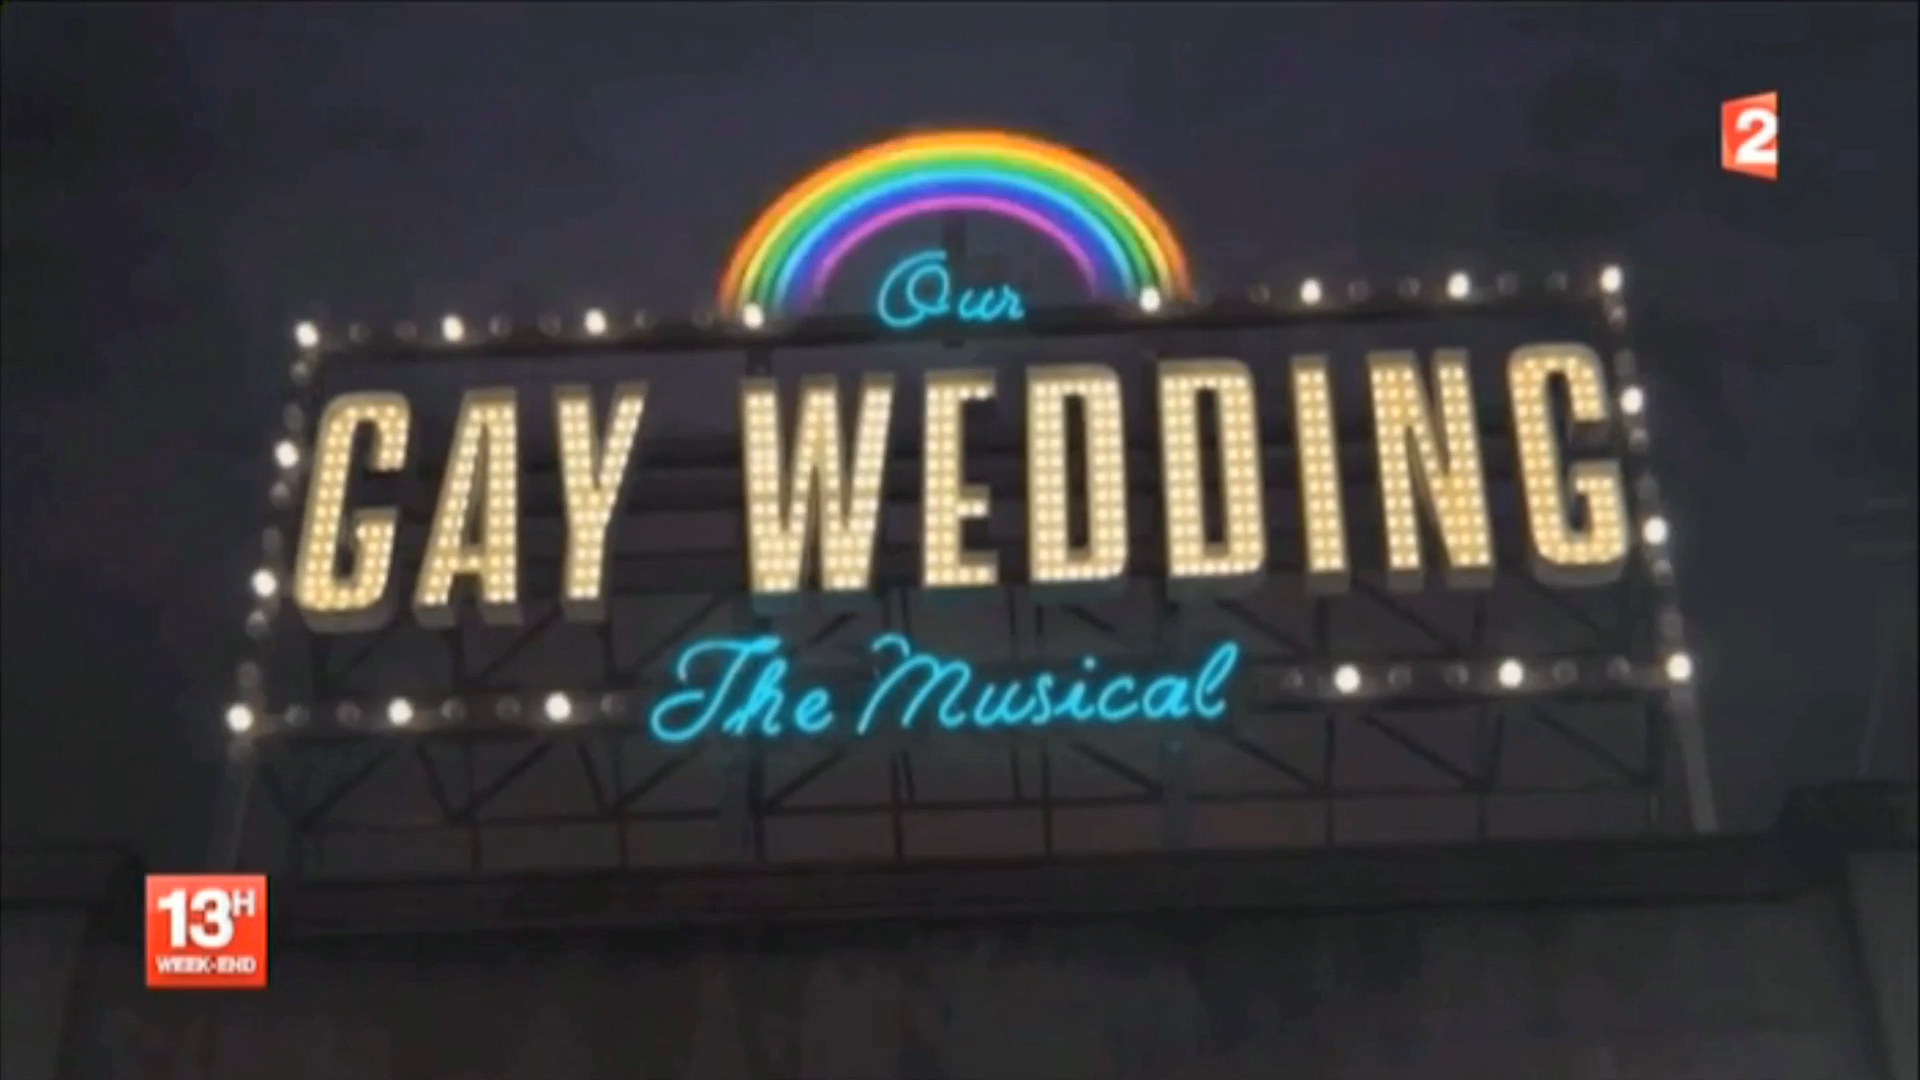 2
Our
GAY WEDDING
The Musical
13H
WEEK-END